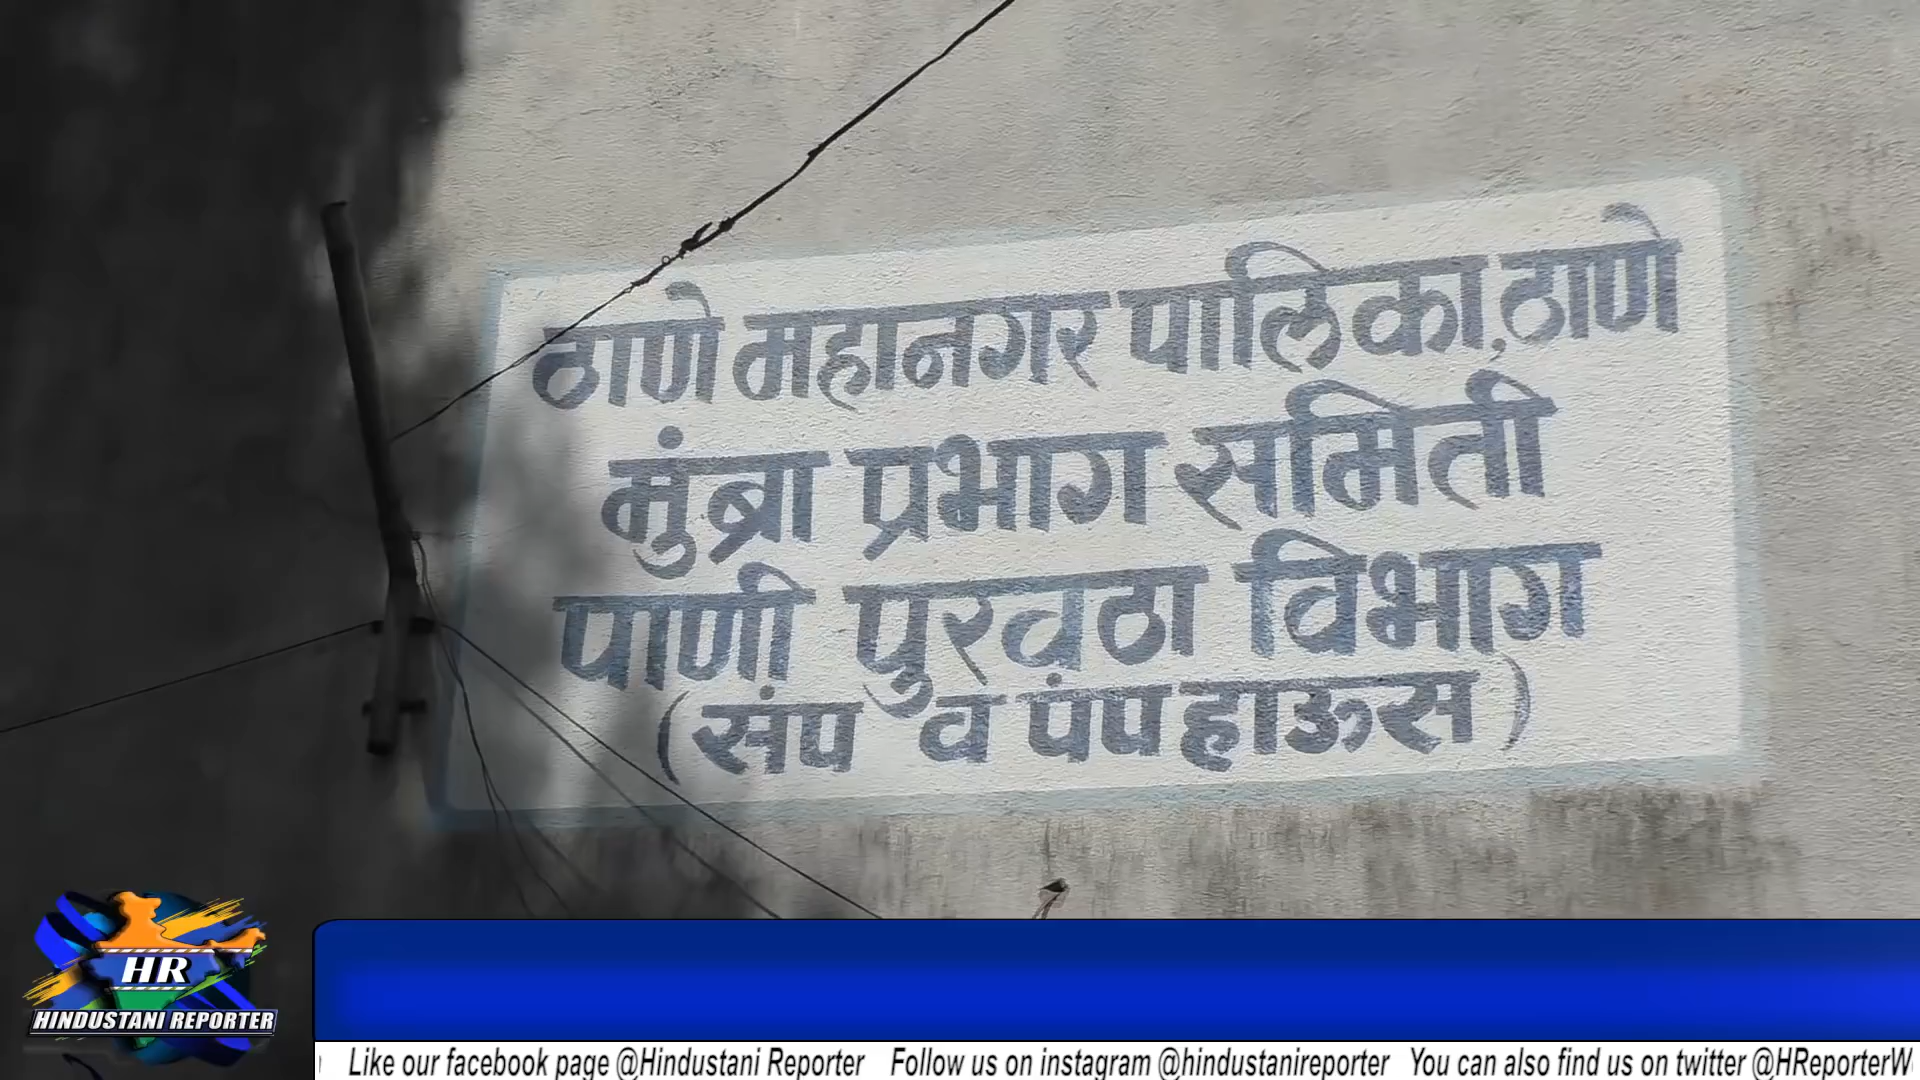 ठाणे महानगर पालिका, ठाणे
मुंब्रा प्रभाग समिती
पाणी पुरवठा विभाग
(संप व पंप हाऊस)
HR
HINDUSTANI REPORTER
Like our facebook page @Hindustani Reporter Follow us on instagram @hindustanireporter You can also find us on twitter @HReporterW